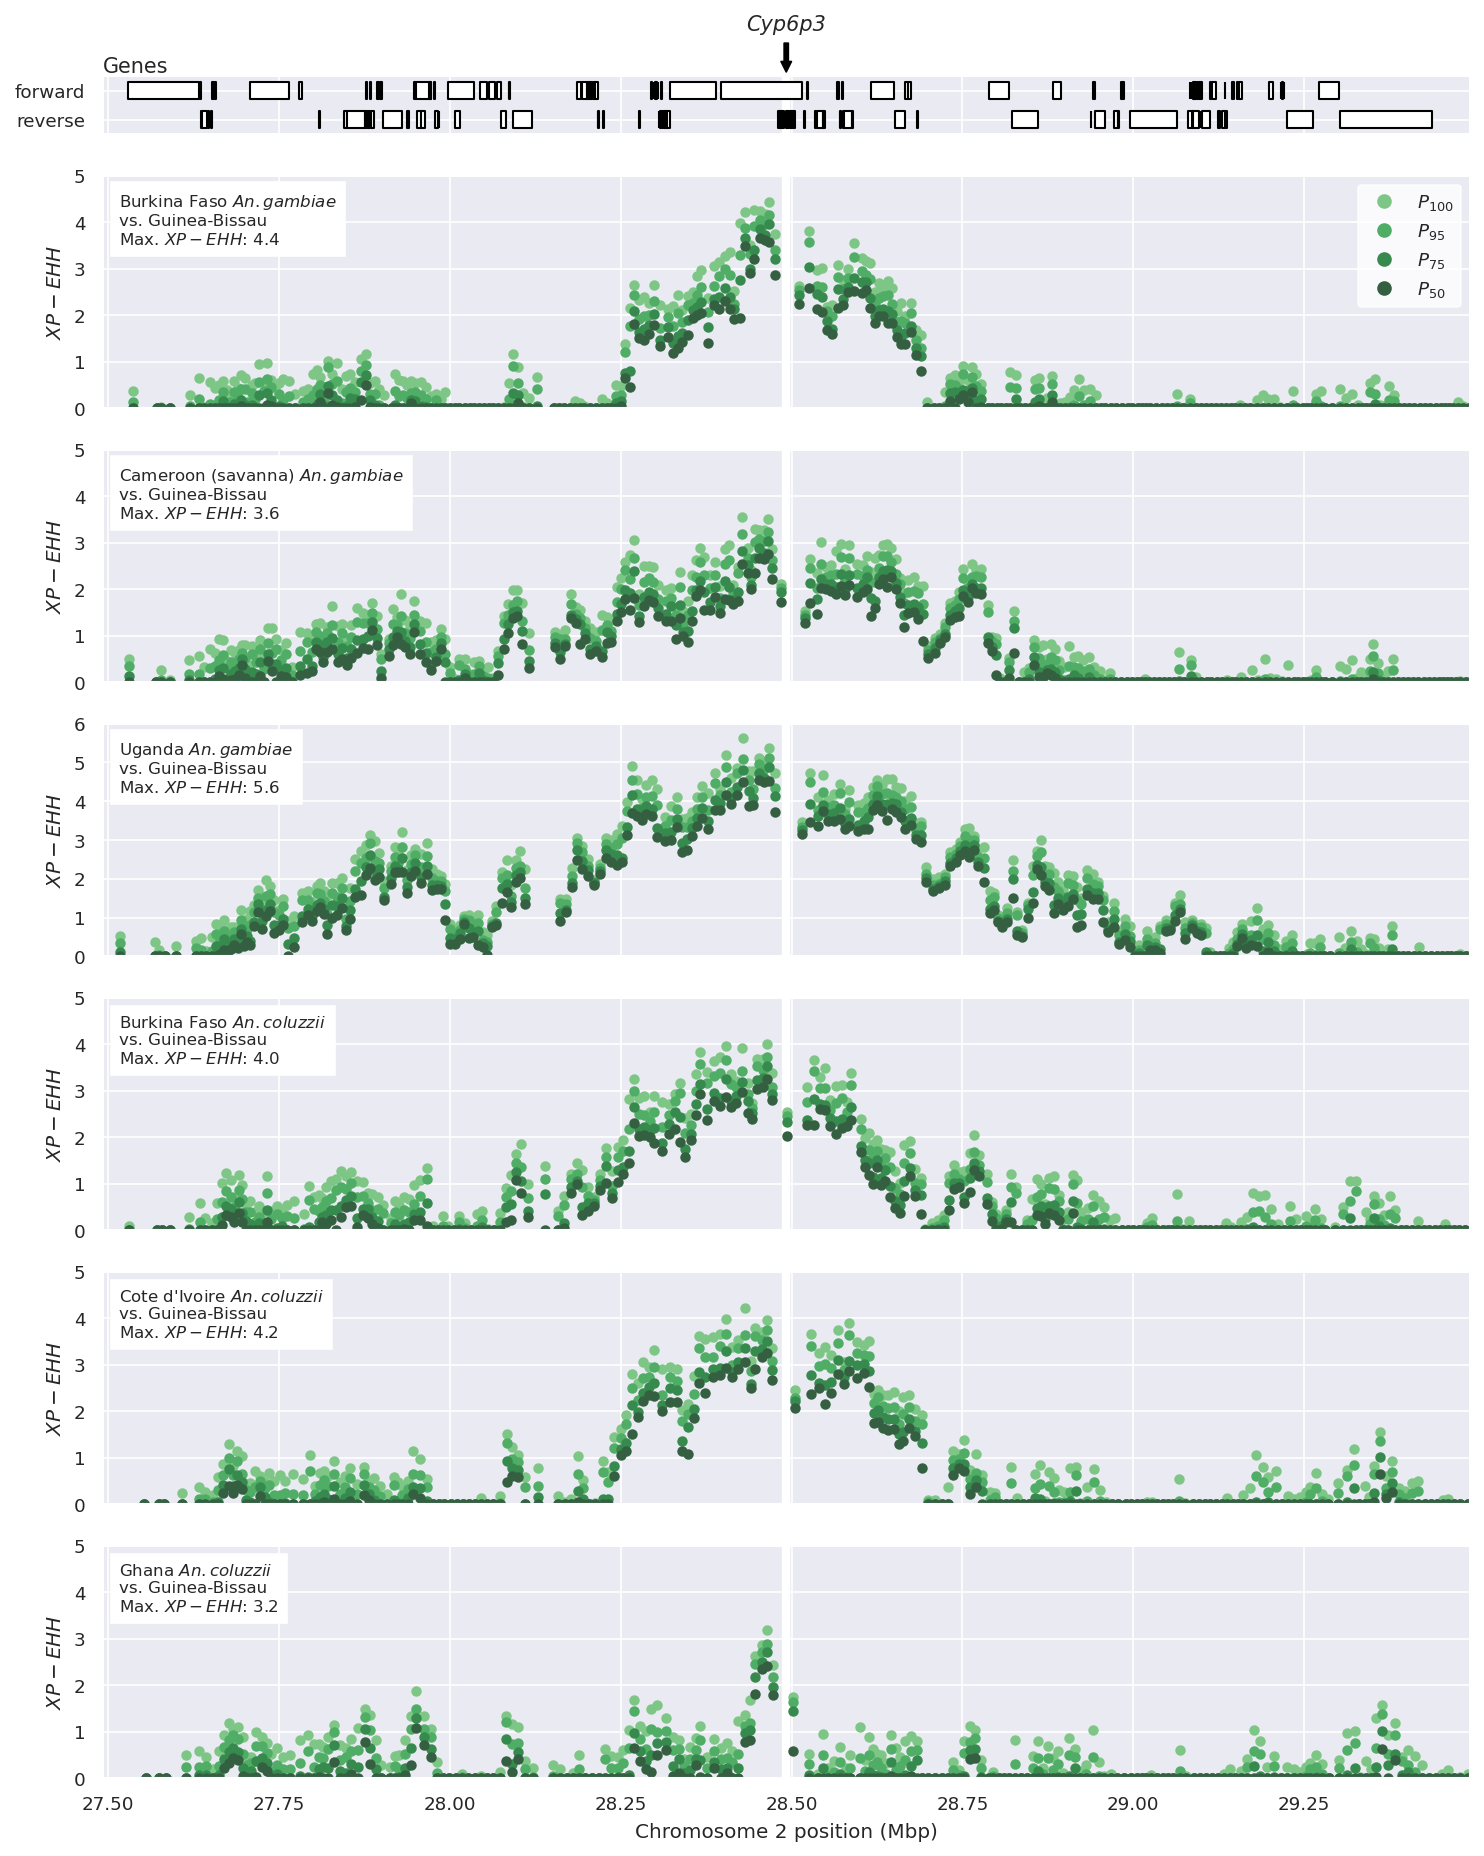 Cyp6p3
Genes
forward
reverse
5
4
3
2
1
0
XP − EHH
Burkina Faso An. gambiae
vs. Guinea-Bissau
Max. XP − EHH: 4.4
P100
P95
P75
P50
5
4
3
2
1
0
XP − EHH
Cameroon (savanna) An. gambiae
vs. Guinea-Bissau
Max. XP − EHH: 3.6
6
5
4
3
2
1
0
XP − EHH
Uganda An. gambiae
vs. Guinea-Bissau
Max. XP − EHH: 5.6
5
4
3
2
1
0
XP − EHH
Burkina Faso An. coluzzii
vs. Guinea-Bissau
Max. XP − EHH: 4.0
5
4
3
2
1
0
XP − EHH
Cote d'Ivoire An. coluzzii
vs. Guinea-Bissau
Max. XP − EHH: 4.2
5
4
3
2
1
0
XP − EHH
Ghana An. coluzzii
vs. Guinea-Bissau
Max. XP − EHH: 3.2
27.50 27.75 28.00 28.25 28.50 28.75 29.00 29.25
Chromosome 2 position (Mbp)